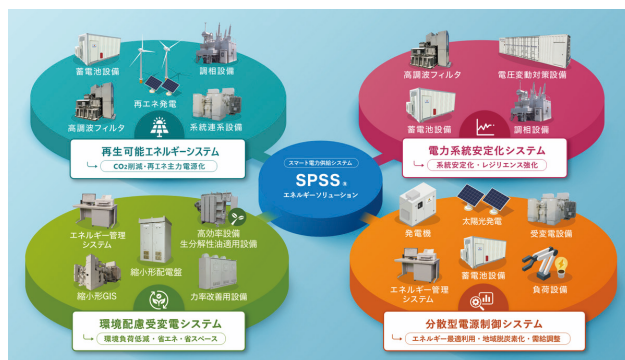 蓄電池設備
調相設備
再エネ発電
高調波フィルタ
系統連系設備
再生可能エネルギーシステム
CO2削減・再エネ主力電源化
高調波フィルタ
電圧変動対策設備
蓄電池設備
調相設備
電力系統安定化システム
系統安定化・レジリエンス強化
スマート電力供給システム
SPSS®
エネルギーソリューション
エネルギー管理
システム
高効率設備
生分解性油適用設備
縮小形配電盤
縮小形GIS
力率改善用設備
環境配慮受変電システム
環境負荷低減・省エネ・省スペース
発電機
太陽光発電
受変電設備
エネルギー管理
システム
蓄電池設備
負荷設備
分散型電源制御システム
エネルギー最適利用・地域脱炭素化・需給調整